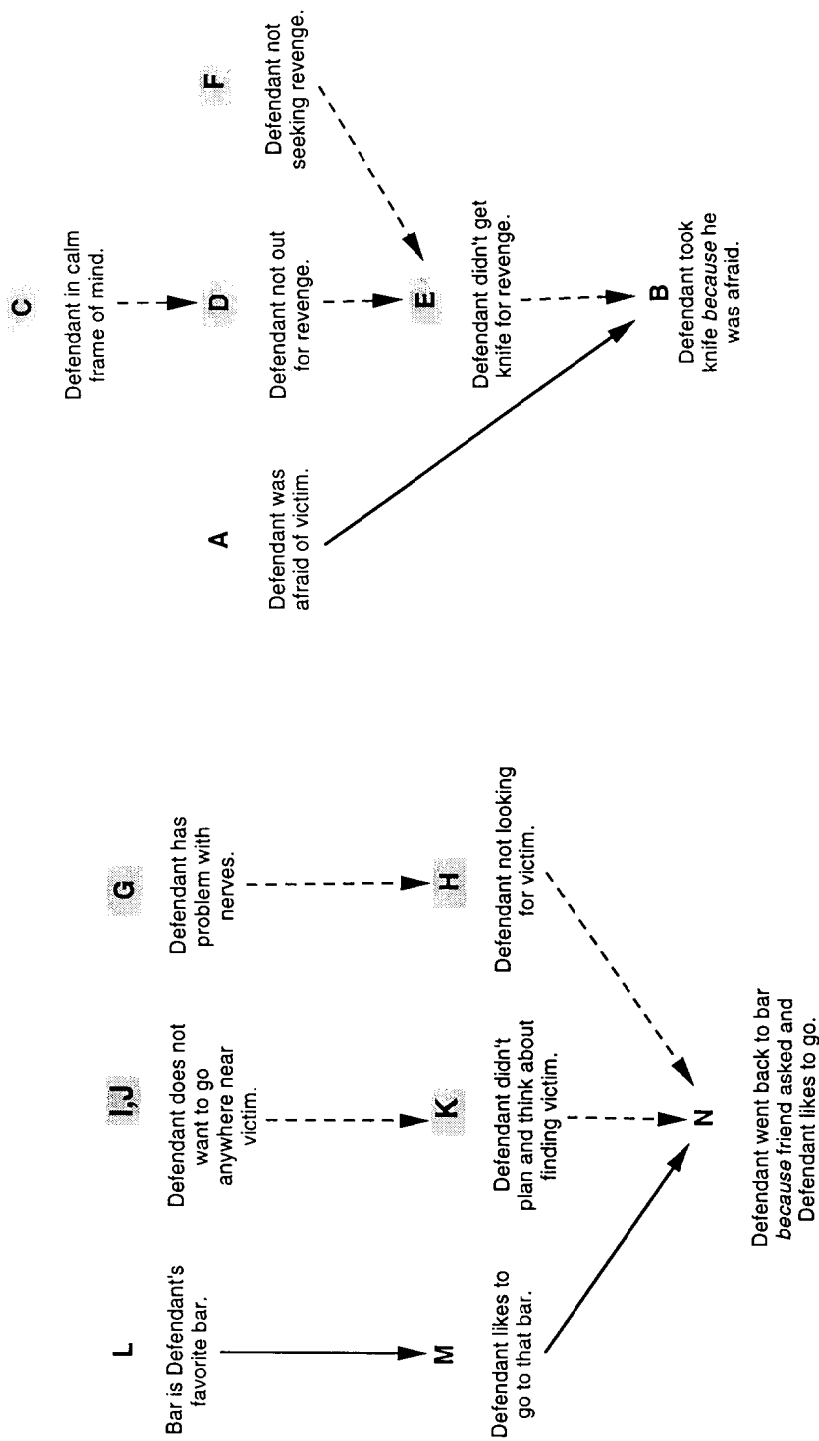 L
Bar is Defendant's
favorite bar.
I,J
Defendant does not
want to go
anywhere near
victim.
G
Defendant has
problem with
nerves.
M
Defendant likes to
go to that bar.
K
Defendant didn't
plan and think about
finding victim.
H
Defendant not looking
for victim.
N
Defendant went back to bar
because friend asked and
Defendant likes to go.
C
Defendant in calm
frame of mind.
A
Defendant was
afraid of victim.
D
Defendant not out
for revenge.
F
Defendant not
seeking revenge.
E
Defendant didn't get
knife for revenge.
B
Defendant took
knife because he
was afraid.